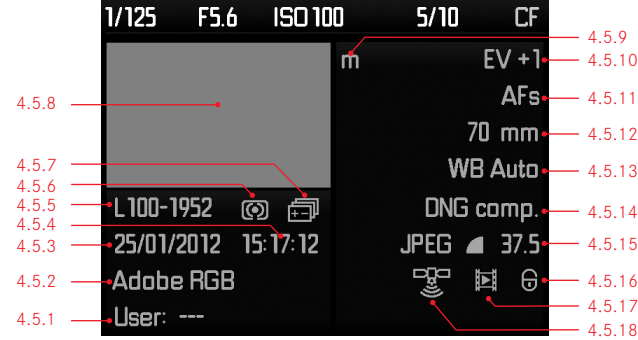 1/125 F5.6 ISO 100 5/10 CF
4.5.9
m EV +1 4.5.10
AFs 4.5.11
4.5.8
70 mm 4.5.12
4.5.7
WB Auto 4.5.13
4.5.6
4.5.5 L100-1952 DNG comp. 4.5.14
4.5.4
4.5.3 25/01/2012 15:17:12 JPEG 37.5 4.5.15
4.5.2 Adobe RGB 4.5.16
4.5.17
4.5.1 User: --- 4.5.18